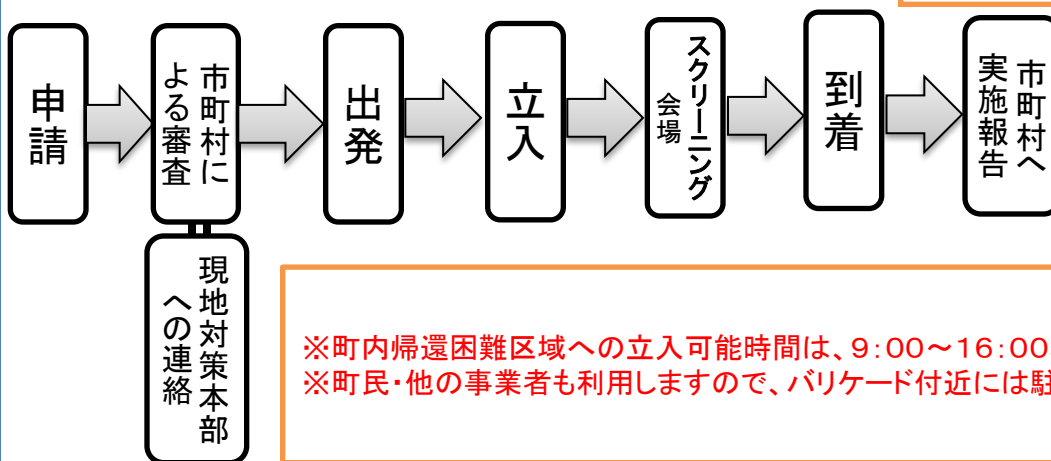 申請
市町村に
よる審査
現地対策本部
への連絡
出発
立入
スクリーニング
会場
到着
市町村へ
実施報告
※町内帰還困難区域への立入可能時間は、9:00～16:00
※町民・他の事業者も利用しますので、バリケード付近には駐